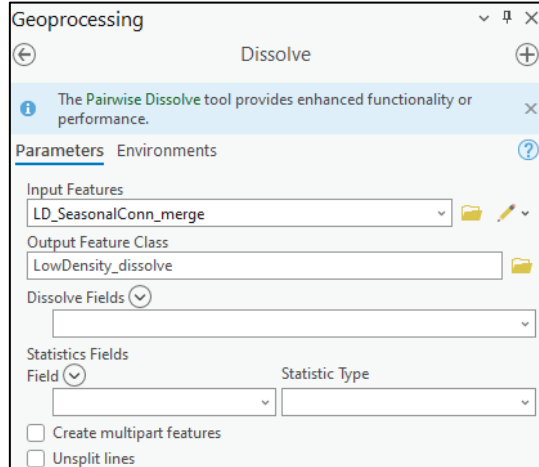 Geoprocessing
Dissolve
The Pairwise Dissolve tool provides enhanced functionality or
performance.
Parameters Environments
Input Features
LD_SeasonalConn_merge
Output Feature Class
LowDensity_dissolve
Dissolve Fields
Statistics Fields
Field Statistic Type
Create multipart features
Unsplit lines